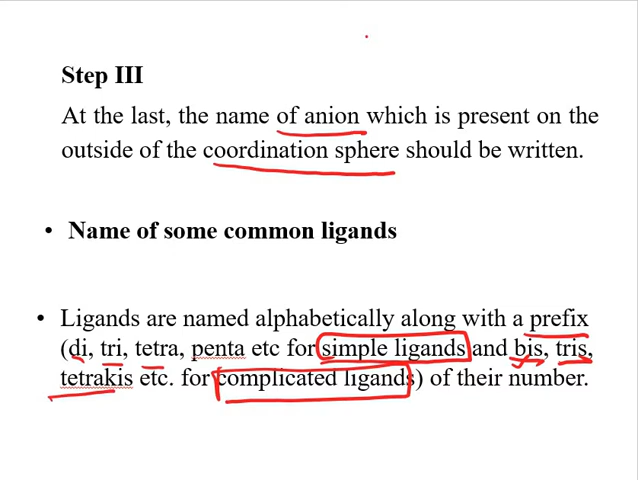 Step III
At the last, the name of anion which is present on the
outside of the coordination sphere should be written.
• Name of some common ligands
• Ligands are named alphabetically along with a prefix
(di, tri, tetra, penta etc for simple ligands and bis, tris,
tetrakis etc. for complicated ligands) of their number.